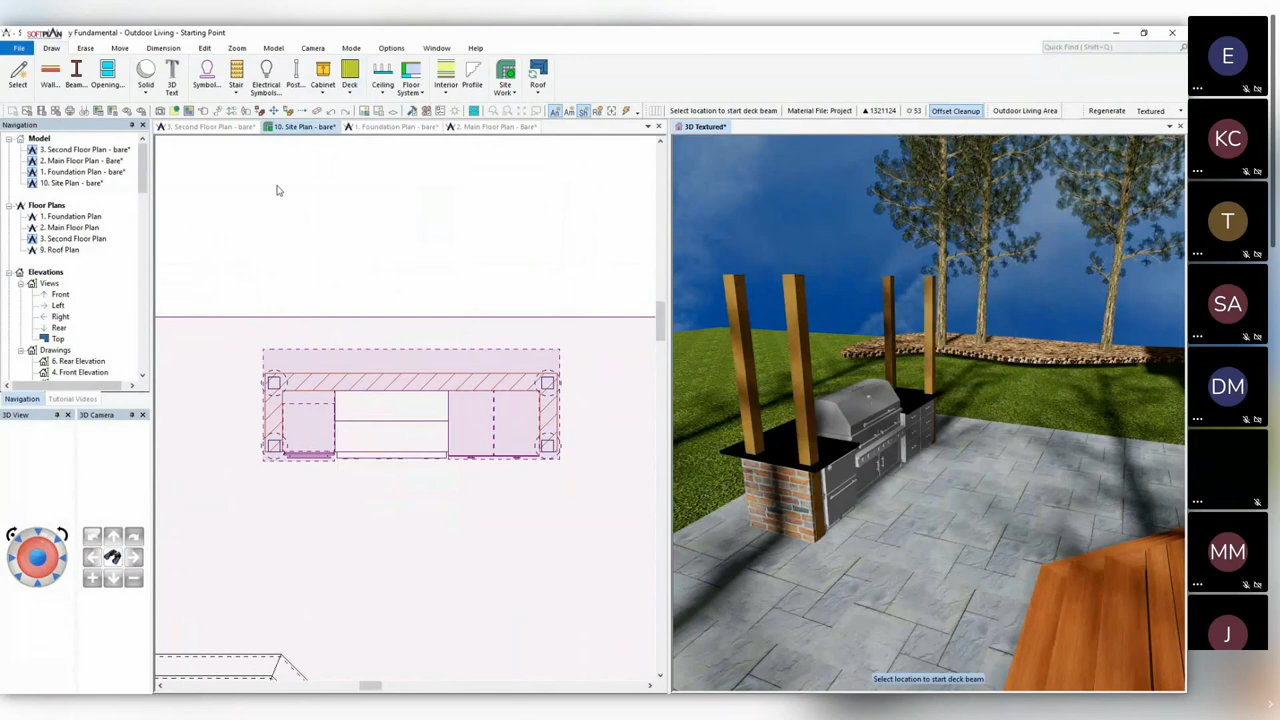 SOFTPLAN y Fundamental - Outdoor Living - Starting Point
File Draw Erase Move Dimension Edit Zoom Model Camera Mode Options Window Help
Quick Find (Shift+Q)
Select Wall... Beam... Opening... Solid 3D Text Symbol... Stair Electrical Symbols Post... Cabinet Deck Ceiling Floor System Interior Profile Site Work Roof
Select location to start deck beam Material File: Project 1321124 53 Offset Cleanup Outdoor Living Area Regenerate Textured
Navigation
3. Second Floor Plan - bare* 10. Site Plan - bare* 1. Foundation Plan - bare* 2. Main Floor Plan - Bare*
3D Textured*
Model
3. Second Floor Plan - bare*
2. Main Floor Plan - Bare*
1. Foundation Plan - bare*
10. Site Plan - bare*
Floor Plans
1. Foundation Plan
2. Main Floor Plan
3. Second Floor Plan
9. Roof Plan
Elevations
Views
Front
Left
Right
Rear
Top
Drawings
6. Rear Elevation
4. Front Elevation
Navigation Tutorial Videos
3D View 3D Camera
Select location to start deck beam
E
KC
T
SA
DM
MM
J